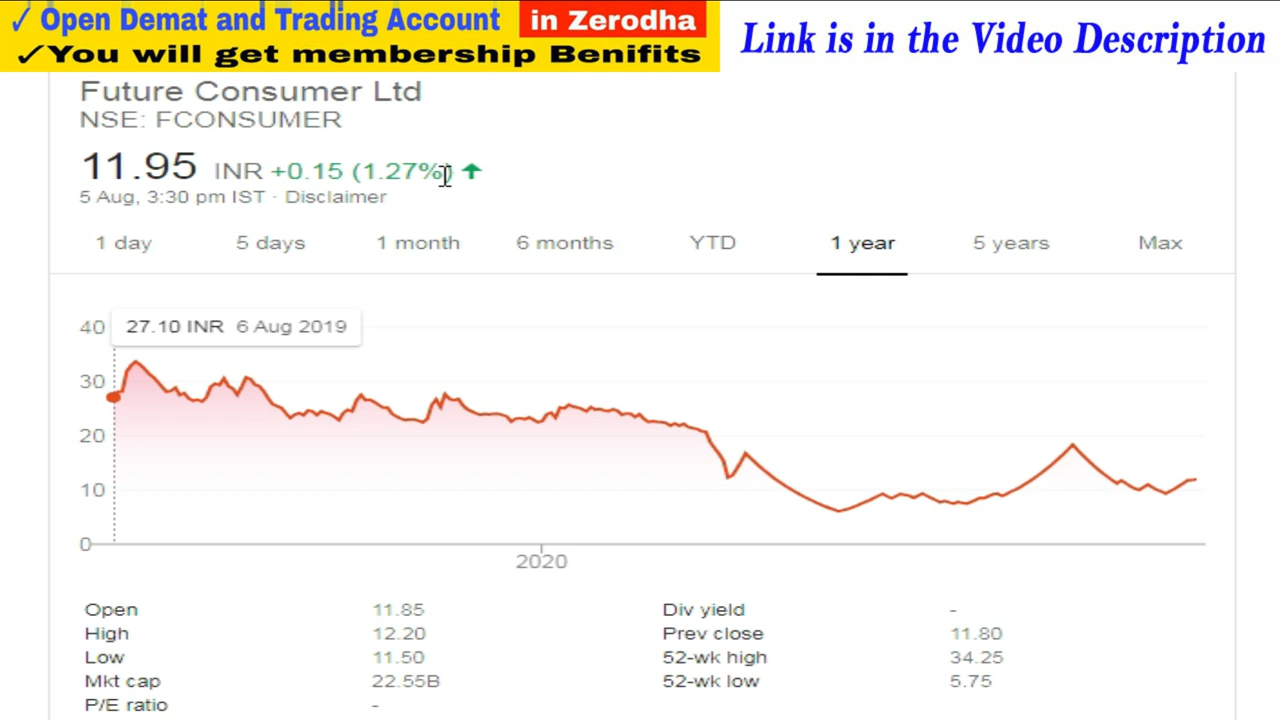 ✓ Open Demat and Trading Account in Zerodha
✓You will get membership Benifits
Link is in the Video Description
Future Consumer Ltd
NSE: FCONSUMER
11.95 INR +0.15 (1.27%) ↑
5 Aug, 3:30 pm IST · Disclaimer
1 day 5 days 1 month 6 months YTD 1 year 5 years Max
27.10 INR 6 Aug 2019
40
30
20
10
0
2020
Open 11.85 Div yield -
High 12.20 Prev close 11.80
Low 11.50 52-wk high 34.25
Mkt cap 22.55B 52-wk low 5.75
P/E ratio -